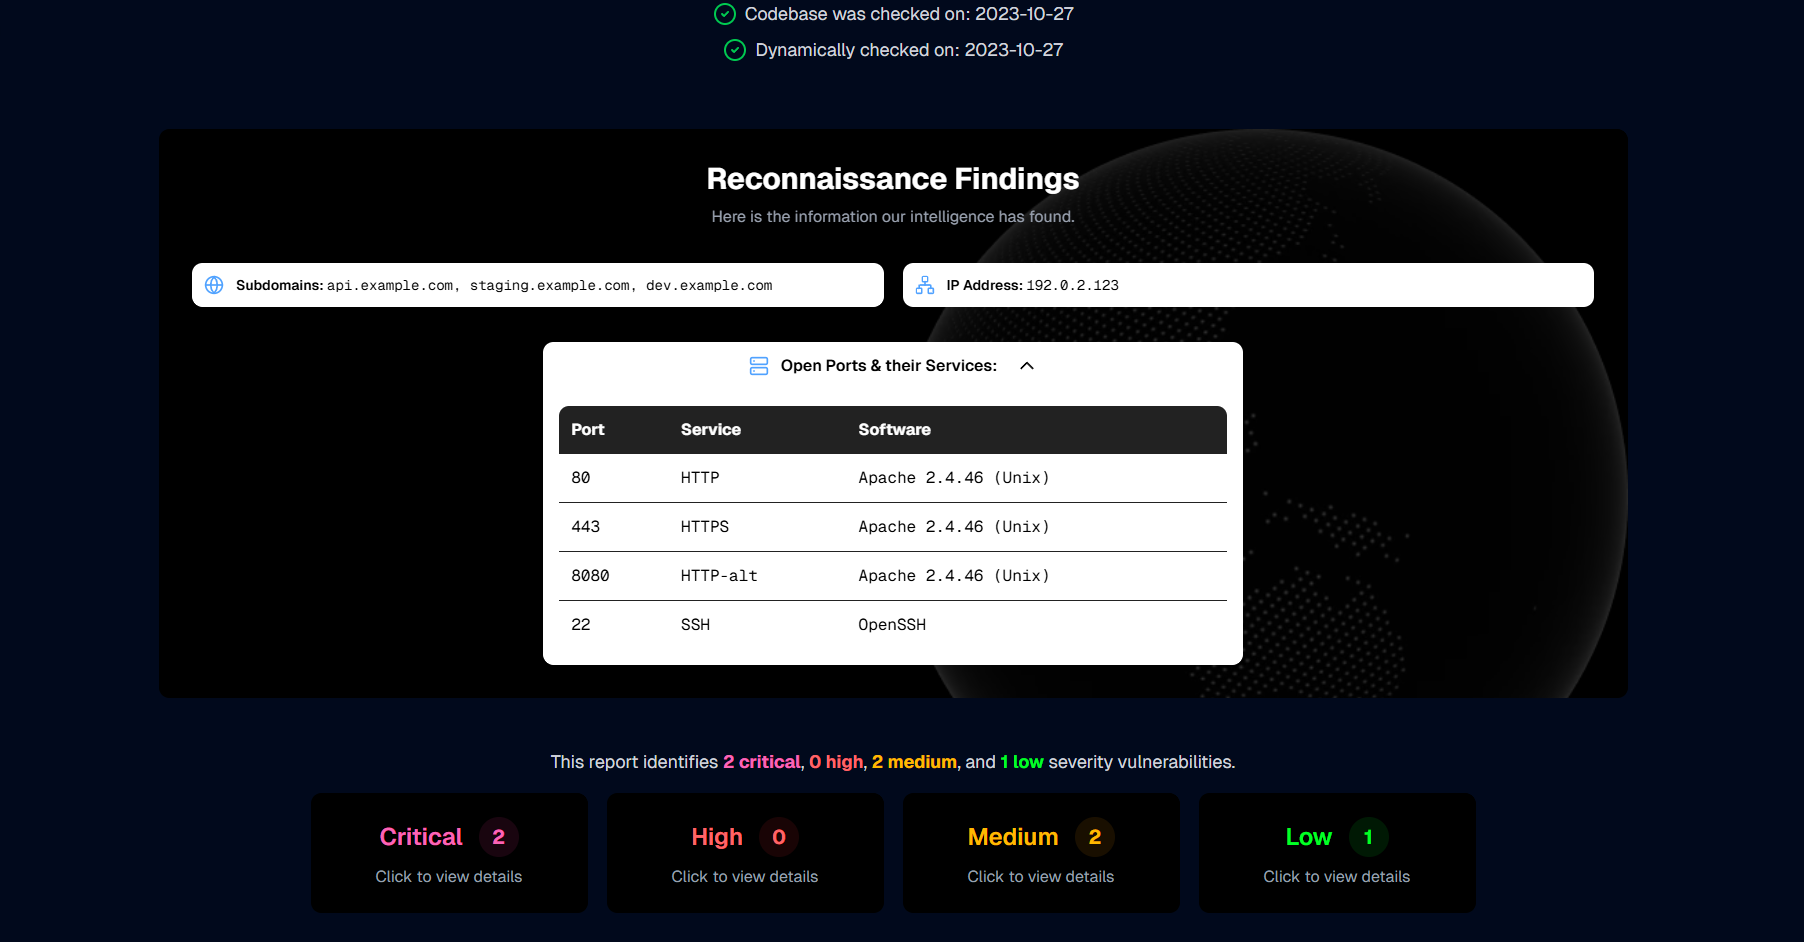 Codebase was checked on: 2023-10-27
Dynamically checked on: 2023-10-27
Reconnaissance Findings
Here is the information our intelligence has found.
Subdomains: api.example.com, staging.example.com, dev.example.com
IP Address: 192.0.2.123
Open Ports & their Services:
Port Service Software
80 HTTP Apache 2.4.46 (Unix)
443 HTTPS Apache 2.4.46 (Unix)
8080 HTTP-alt Apache 2.4.46 (Unix)
22 SSH OpenSSH
This report identifies 2 critical, 0 high, 2 medium, and 1 low severity vulnerabilities.
Critical 2
Click to view details
High 0
Click to view details
Medium 2
Click to view details
Low 1
Click to view details